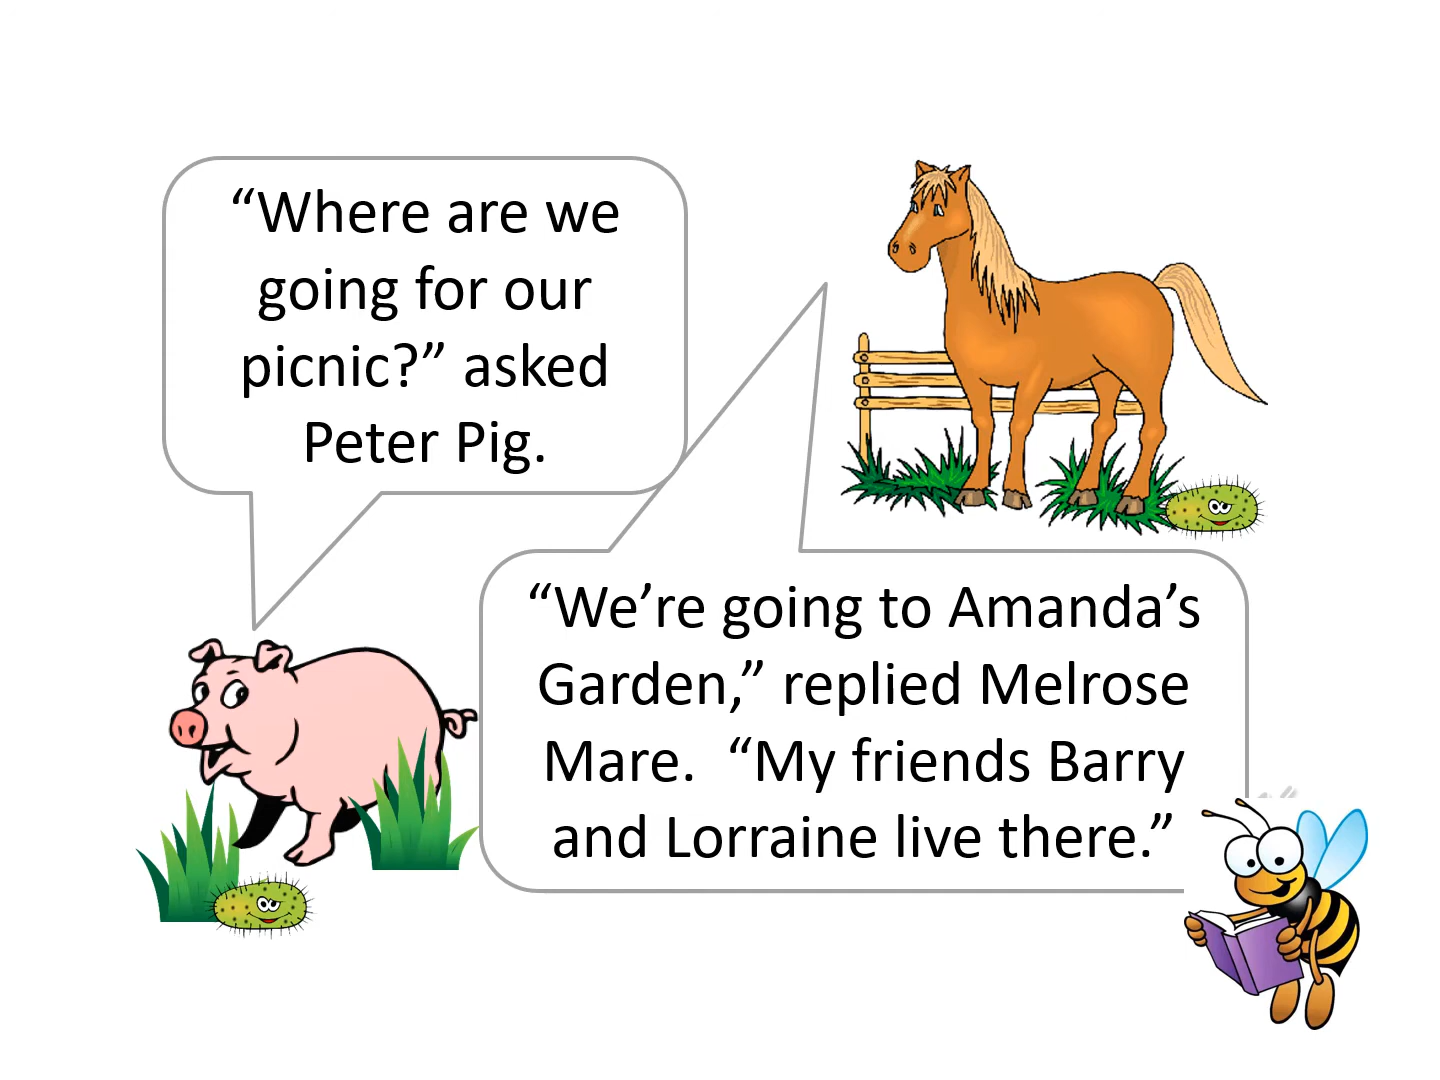 “Where are we
going for our
picnic?” asked
Peter Pig.
“We’re going to Amanda’s
Garden,” replied Melrose
Mare.  “My friends Barry
and Lorraine live there.”